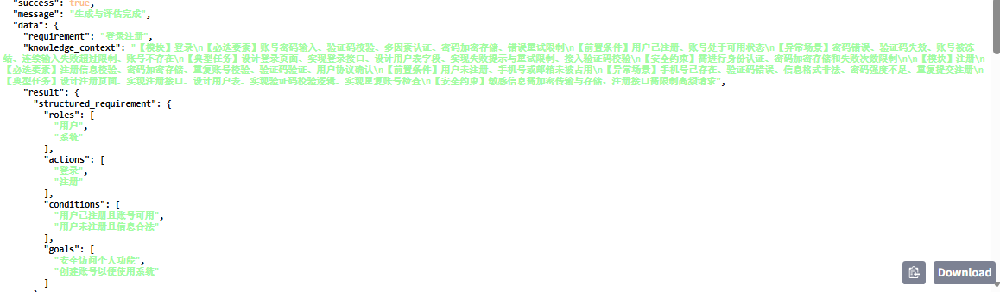 "success": true,
"message": "生成与评估完成",
"data": {
"requirement": "登录注册",
"knowledge_context": "【模块】登录\n【必选要素】账号密码输入、验证码校验、多因素认证、密码加密存储、错误重试限制\n【前置条件】用户已注册、账号处于可用状态\n【异常场景】密码错误、验证码失效、账号被冻
结、连续输入失败超过限制、账号不存在\n【典型任务】设计登录页面、实现登录接口、设计用户表字段、实现失败提示与重试限制、接入验证码校验\n【安全约束】需进行身份认证、密码加密存储和失败次数限制\n\n\n【模块】注册\n
【必选要素】注册信息校验、密码加密存储、重复账号校验、验证码验证、用户协议确认\n【前置条件】用户未注册、手机号或邮箱未被占用\n【异常场景】手机号已存在、验证码错误、信息格式非法、密码强度不足、重复提交注册\n
【典型任务】设计注册页面、实现注册接口、设计用户表、实现验证码校验逻辑、实现重复账号检查\n【安全约束】敏感信息需加密传输与存储，注册接口需限制高频请求",
"result": {
"structured_requirement": {
"roles": [
"用户",
"系统"
],
"actions": [
"登录",
"注册"
],
"conditions": [
"用户已注册且账号可用",
"用户未注册且信息合法"
],
"goals": [
"安全访问个人功能",
"创建账号以便使用系统"
]
Download